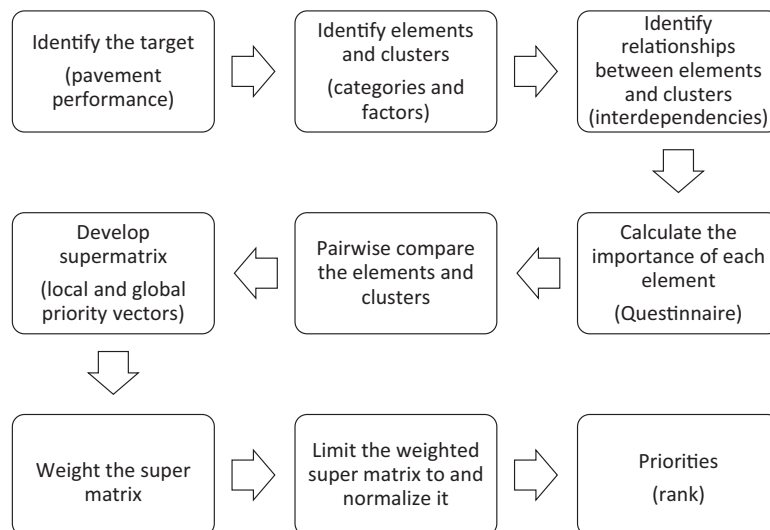 Identify the target
(pavement
performance)
Identify elements
and clusters
(categories and
factors)
Identify
relationships
between elements
and clusters
(interdependencies)
Calculate the
importance of each
element
(Questinnaire)
Pairwise compare
the elements and
clusters
Develop
supermatrix
(local and global
priority vectors)
Weight the super
matrix
Limit the weighted
super matrix to and
normalize it
Priorities
(rank)